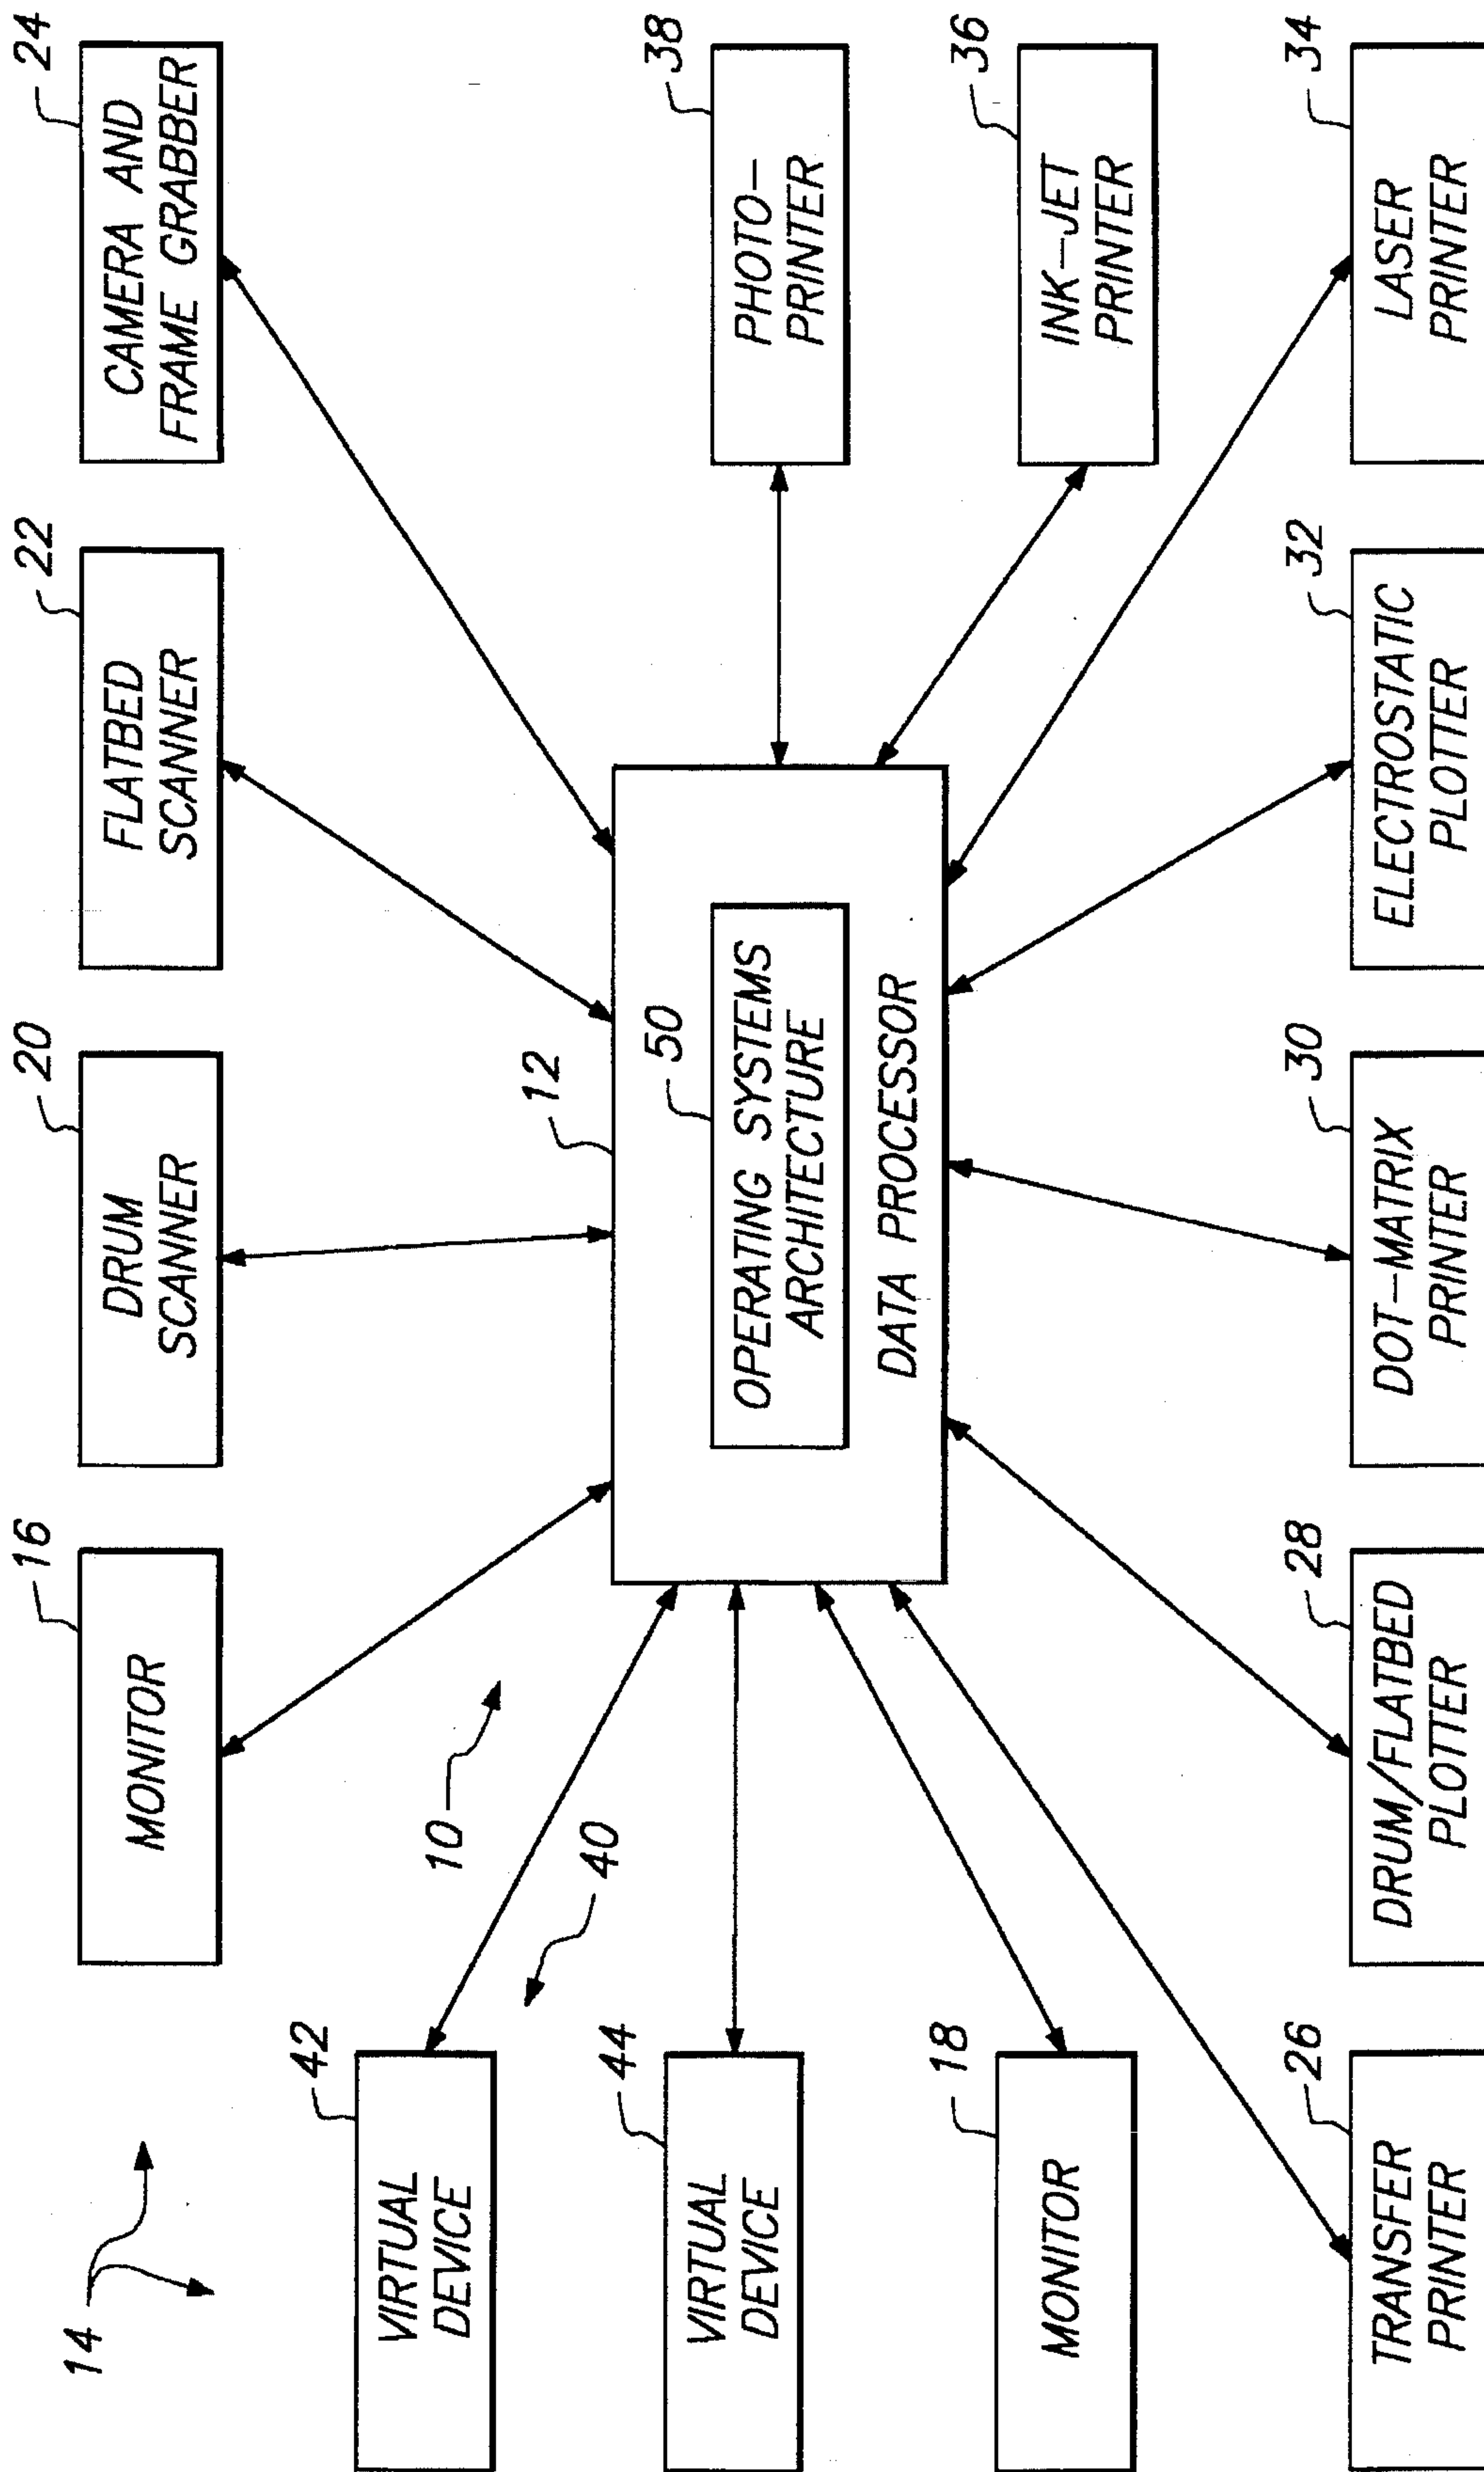 14
16
MONITOR
20
DRUM
SCANNER
22
FLATBED
SCANNER
24
CAMERA AND
FRAME GRABBER
42
VIRTUAL
DEVICE
10
40
44
VIRTUAL
DEVICE
18
MONITOR
12
50
OPERATING SYSTEMS
ARCHITECTURE
DATA PROCESSOR
38
PHOTO-
PRINTER
36
INK-JET
PRINTER
26
TRANSFER
PRINTER
28
DRUM/FLATBED
PLOTTER
30
DOT-MATRIX
PRINTER
32
ELECTROSTATIC
PLOTTER
34
LASER
PRINTER